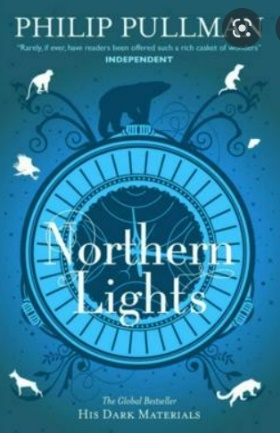 PHILIP PULLMAN
"Rarely, if ever, have readers been offered such a rich casket of wonders"
INDEPENDENT
Northern
Lights
The Global Bestseller
HIS DARK MATERIALS